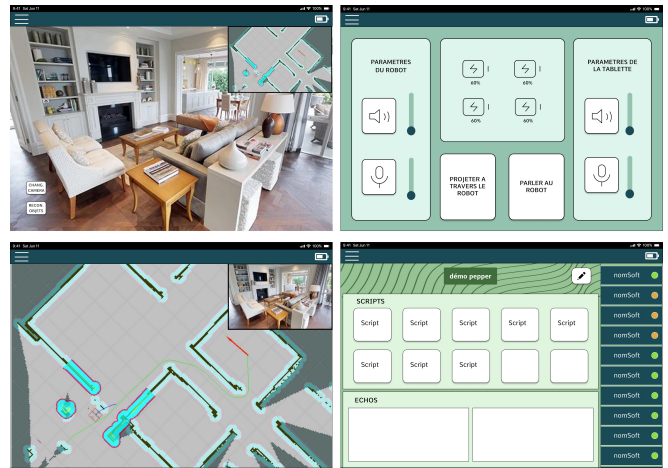 9:41 Sat Jun 11
100%
CHANG.
CAMERA
RECON.
OBJETS
9:41 Sat Jun 11
100%
PARAMETRES
DU ROBOT
60%
60%
60%
60%
PROJETER A
TRAVERS LE
ROBOT
PARLER AU
ROBOT
PARAMETRES DE
LA TABLETTE
9:41 Sat Jun 11
100%
9:41 Sat Jun 11
100%
démo pepper
SCRIPTS
Script
Script
Script
Script
Script
Script
Script
Script
ECHOS
nomSoft
nomSoft
nomSoft
nomSoft
nomSoft
nomSoft
nomSoft
nomSoft
nomSoft
nomSoft